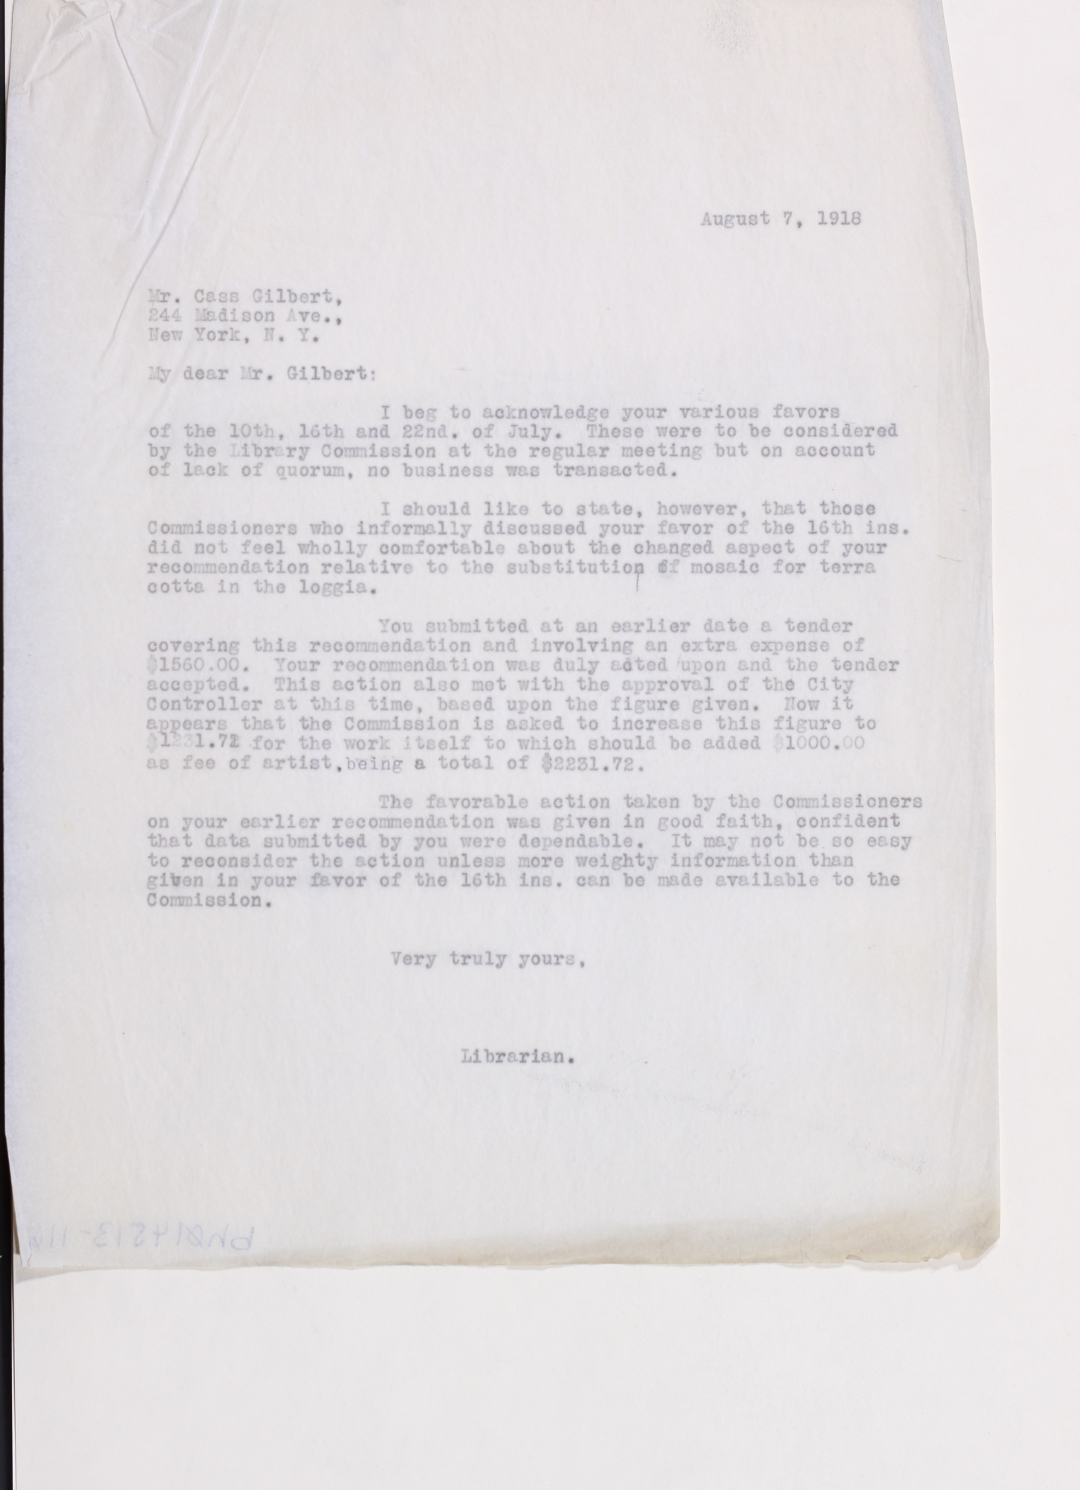 August 7, 1918
Mr. Cass Gilbert,
244 Madison Ave.,
New York, N. Y.
My dear Mr. Gilbert:
I beg to acknowledge your various favors
of the 10th, 16th and 22nd. of July. These were to be considered
by the Library Commission at the regular meeting but on account
of lack of quorum, no business was transacted.
I should like to state, however, that those
Commissioners who informally discussed your favor of the 16th ins.
did not feel wholly comfortable about the changed aspect of your
recommendation relative to the substitution of mosaic for terra
cotta in the loggia.
You submitted at an earlier date a tender
covering this recommendation and involving an extra expense of
$1560.00. Your recommendation was duly acted upon and the tender
accepted. This action also met with the approval of the City
Controller at this time, based upon the figure given. Now it
appears that the Commission is asked to increase this figure to
$1231.72 for the work itself to which should be added $1000.00
as fee of artist, being a total of $2231.72.
The favorable action taken by the Commissioners
on your earlier recommendation was given in good faith, confident
that data submitted by you were dependable. It may not be so easy
to reconsider the action unless more weighty information than
given in your favor of the 16th ins. can be made available to the
Commission.
Very truly yours,
Librarian.